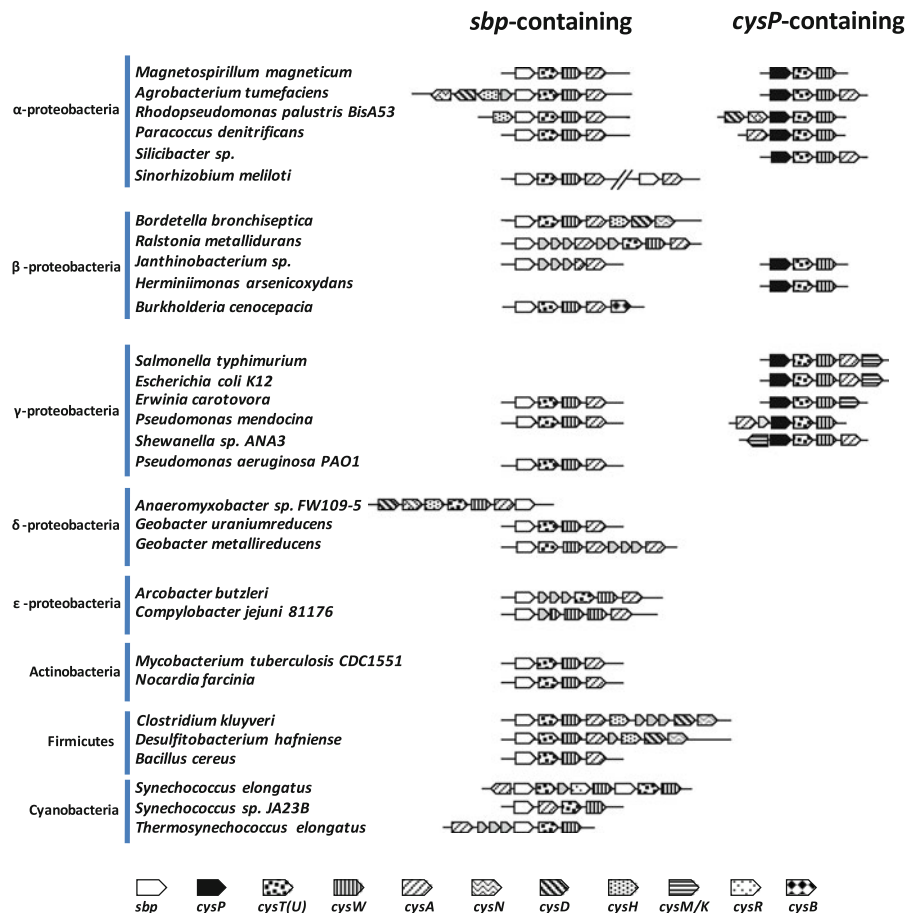 sbp-containing cysP-containing
α-proteobacteria
Magnetospirillum magneticum
Agrobacterium tumefaciens
Rhodopseudomonas palustris BisA53
Paracoccus denitrificans
Silicibacter sp.
Sinorhizobium meliloti
β-proteobacteria
Bordetella bronchiseptica
Ralstonia metallidurans
Janthinobacterium sp.
Herminiimonas arsenicoxydans
Burkholderia cenocepacia
γ-proteobacteria
Salmonella typhimurium
Escherichia coli K12
Erwinia carotovora
Pseudomonas mendocina
Shewanella sp. ANA3
Pseudomonas aeruginosa PAO1
δ-proteobacteria
Anaeromyxobacter sp. FW109-5
Geobacter uraniumreducens
Geobacter metallireducens
ε-proteobacteria
Arcobacter butzleri
Compylobacter jejuni 81176
Actinobacteria
Mycobacterium tuberculosis CDC1551
Nocardia farcinia
Firmicutes
Clostridium kluyveri
Desulfitobacterium hafniense
Bacillus cereus
Cyanobacteria
Synechococcus elongatus
Synechococcus sp. JA23B
Thermosynechococcus elongatus
sbp cysP cysT(U) cysW cysA cysN cysD cysH cysM/K cysR cysB